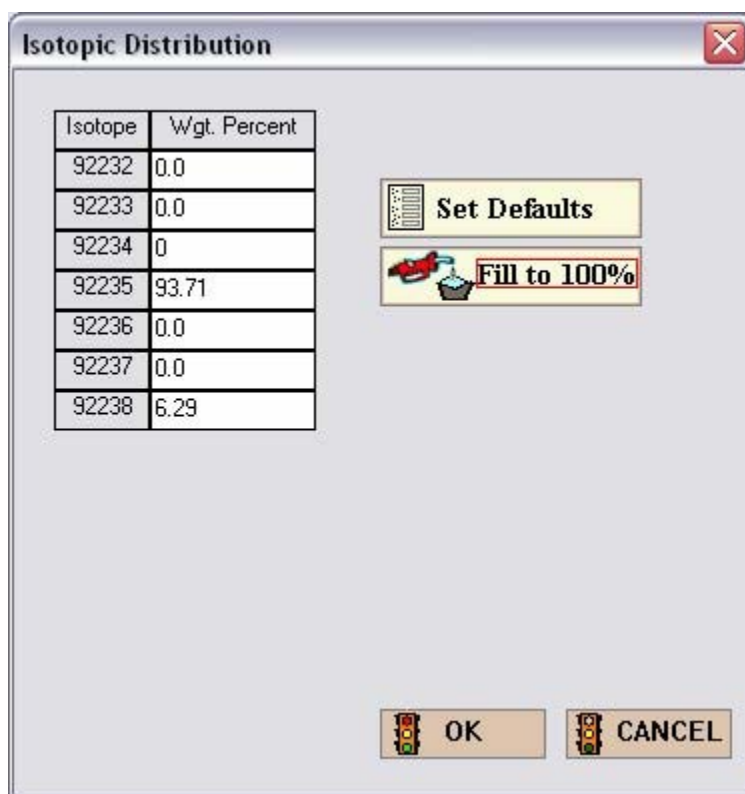 Isotopic Distribution
Isotope Wgt. Percent
92232 0.0
92233 0.0
92234 0
92235 93.71
92236 0.0
92237 0.0
92238 6.29
Set Defaults
Fill to 100%
OK CANCEL